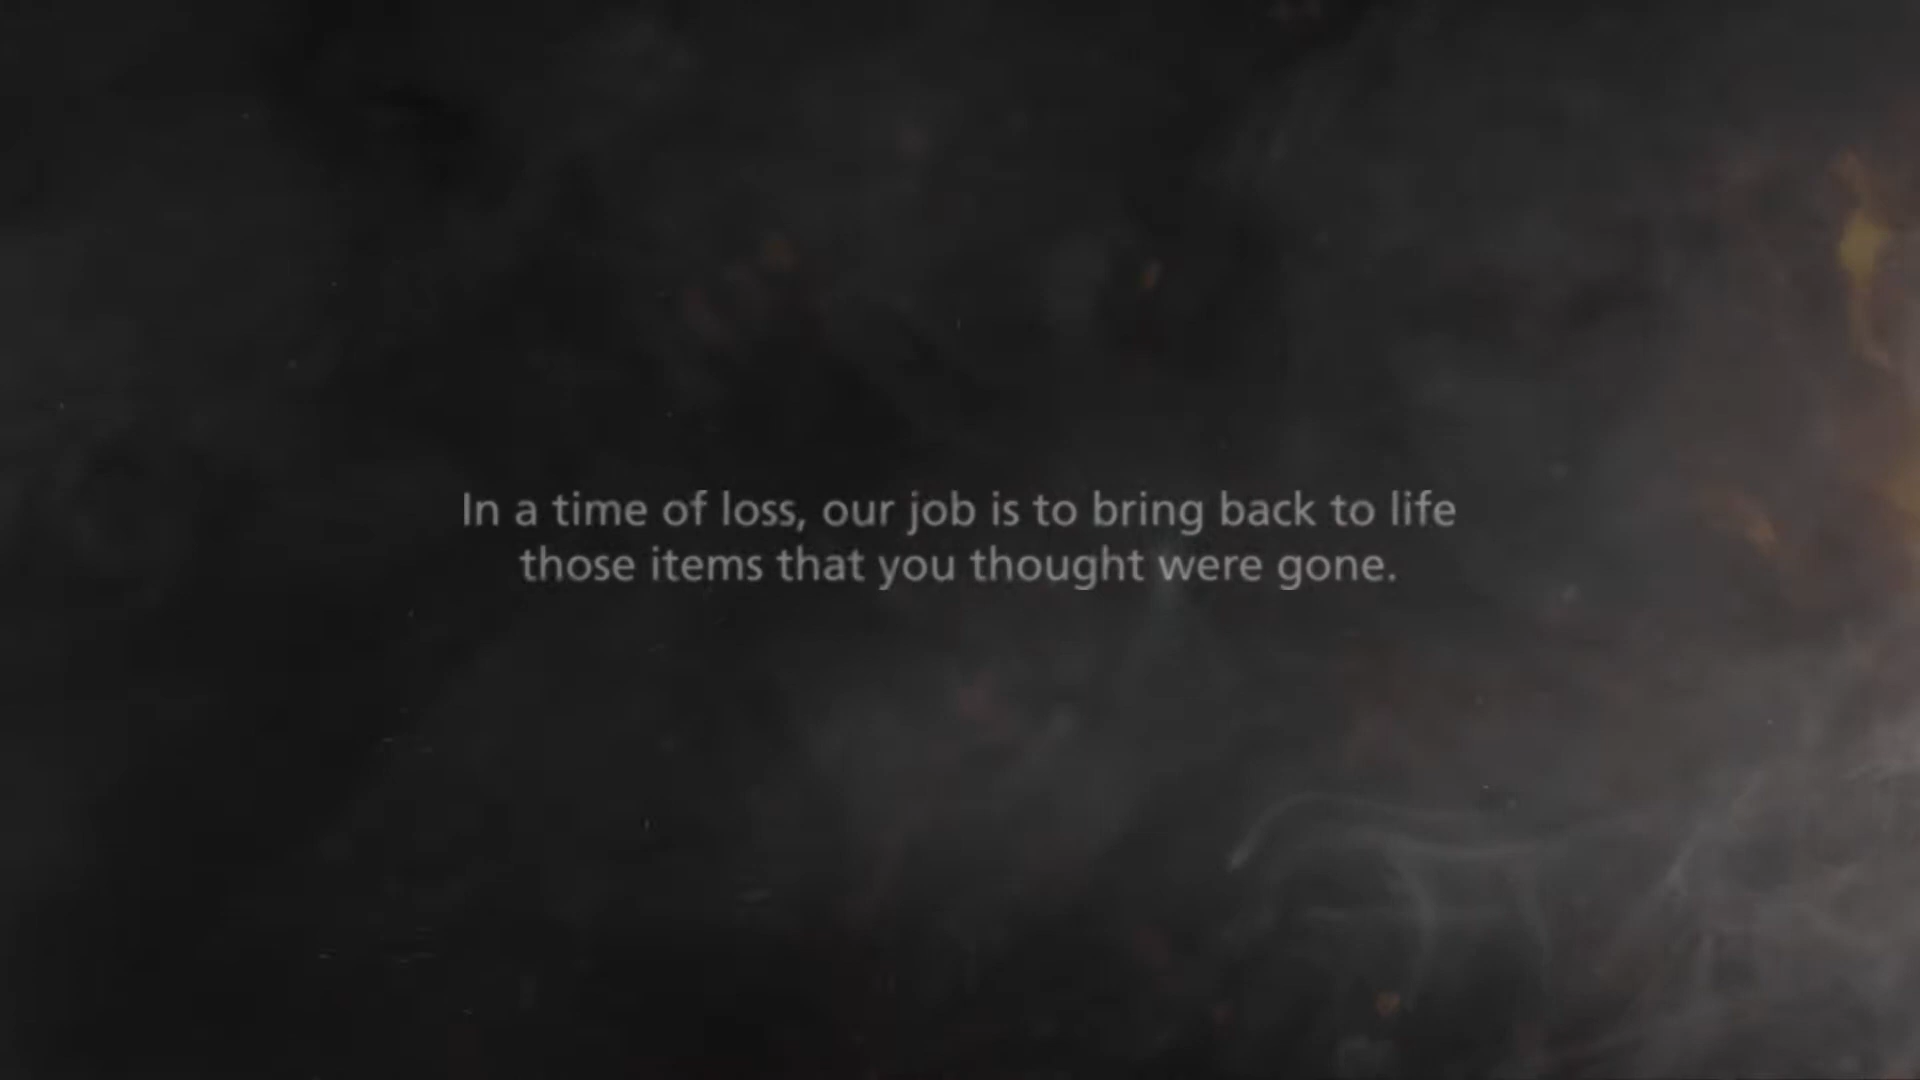 In a time of loss, our job is to bring back to life
those items that you thought were gone.